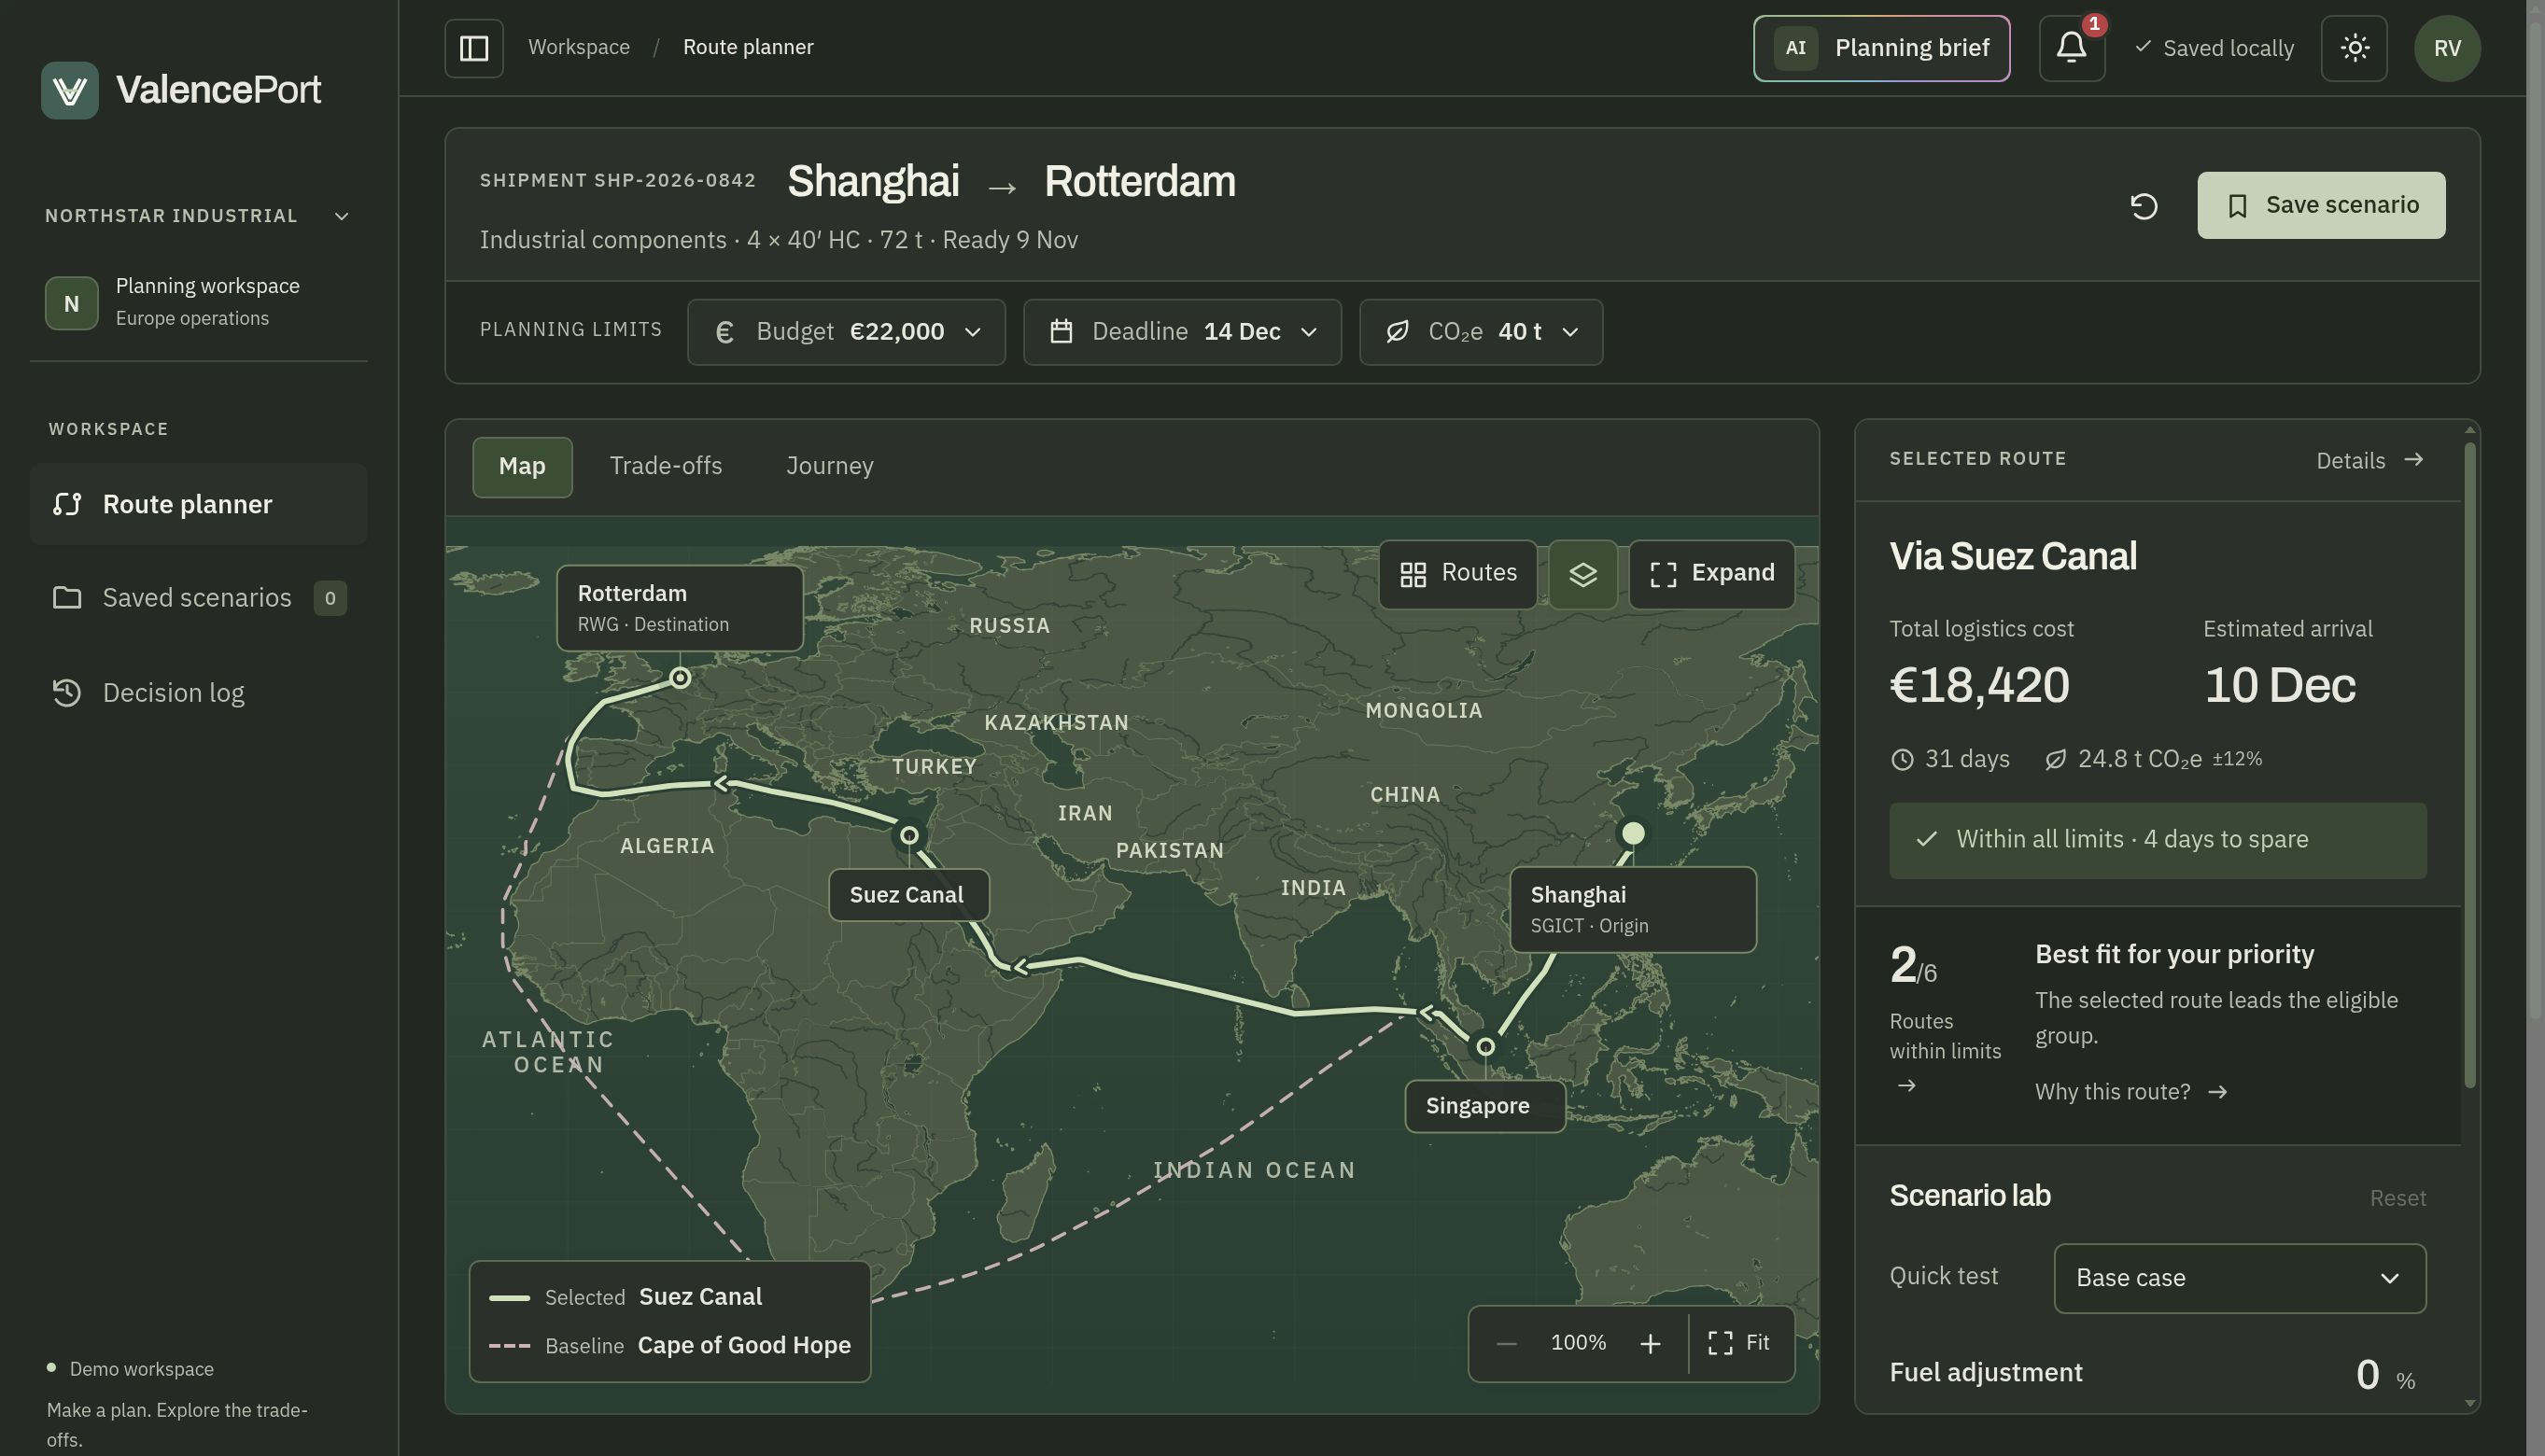 ValencePort
NORTHSTAR INDUSTRIAL
N
Planning workspace
Europe operations
WORKSPACE
Route planner
Saved scenarios 0
Decision log
Demo workspace
Make a plan. Explore the trade-
offs.
Workspace / Route planner
AI Planning brief
1
Saved locally
RV
SHIPMENT SHP-2026-0842 Shanghai → Rotterdam
Industrial components · 4 × 40′ HC · 72 t · Ready 9 Nov
Save scenario
PLANNING LIMITS
€ Budget €22,000
Deadline 14 Dec
CO₂e 40 t
Map
Trade-offs
Journey
Routes
Expand
Rotterdam
RWG · Destination
RUSSIA
KAZAKHSTAN
MONGOLIA
TURKEY
IRAN
CHINA
ALGERIA
PAKISTAN
INDIA
Suez Canal
Shanghai
SGICT · Origin
ATLANTIC
OCEAN
Singapore
INDIAN OCEAN
Selected Suez Canal
Baseline Cape of Good Hope
− 100% +
Fit
SELECTED ROUTE
Details →
Via Suez Canal
Total logistics cost
€18,420
Estimated arrival
10 Dec
31 days
24.8 t CO₂e ±12%
Within all limits · 4 days to spare
2/6
Routes
within limits
→
Best fit for your priority
The selected route leads the eligible
group.
Why this route? →
Scenario lab
Reset
Quick test
Base case
Fuel adjustment
0 %